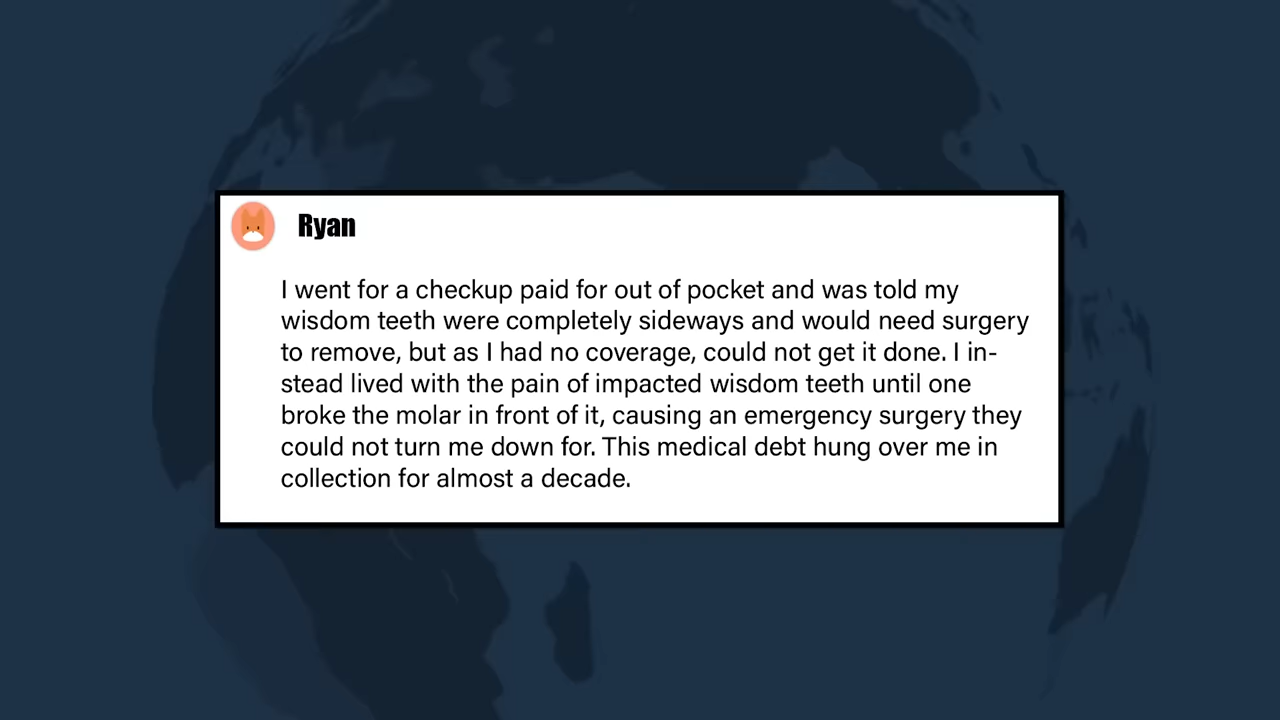 Ryan
I went for a checkup paid for out of pocket and was told my
wisdom teeth were completely sideways and would need surgery
to remove, but as I had no coverage, could not get it done. I in-
stead lived with the pain of impacted wisdom teeth until one
broke the molar in front of it, causing an emergency surgery they
could not turn me down for. This medical debt hung over me in
collection for almost a decade.